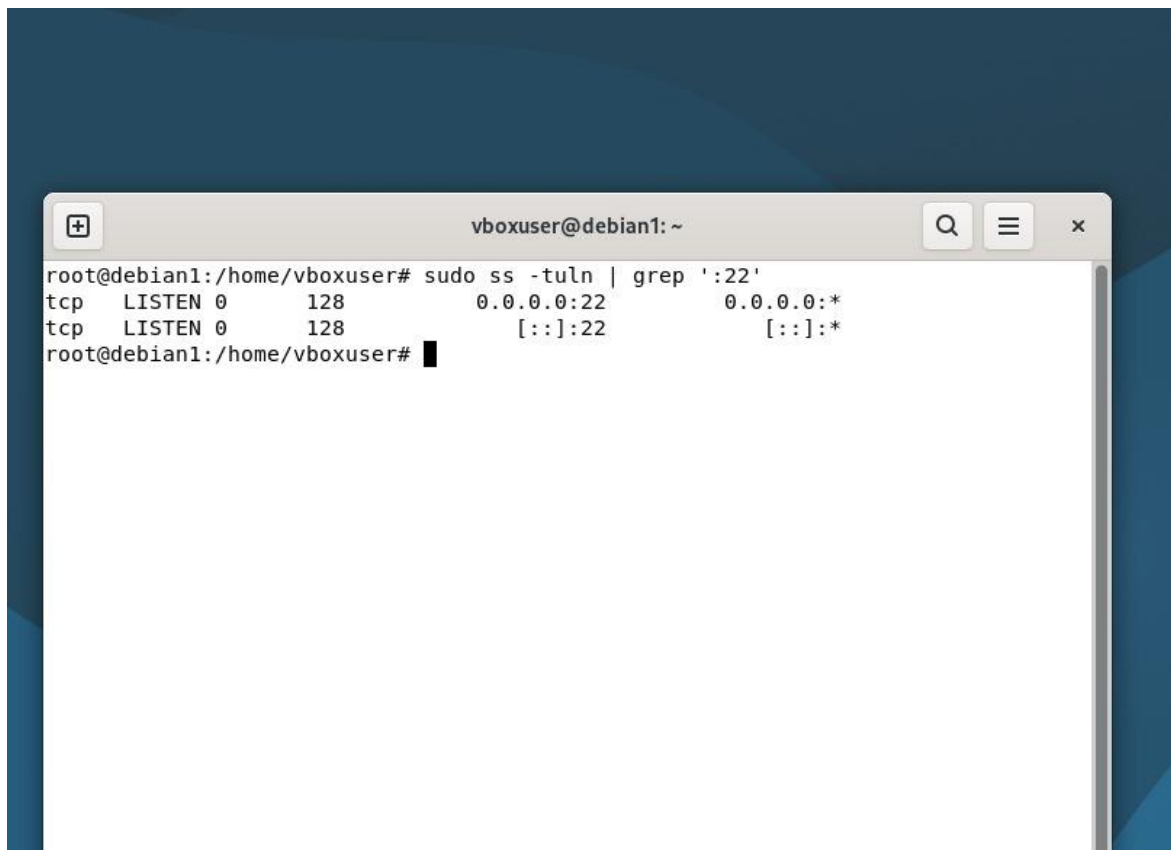 vboxuser@debian1: ~
root@debian1:/home/vboxuser# sudo ss -tuln | grep ':22'
tcp   LISTEN 0      128          0.0.0.0:22         0.0.0.0:*
tcp   LISTEN 0      128             [::]:22            [::]:*
root@debian1:/home/vboxuser#